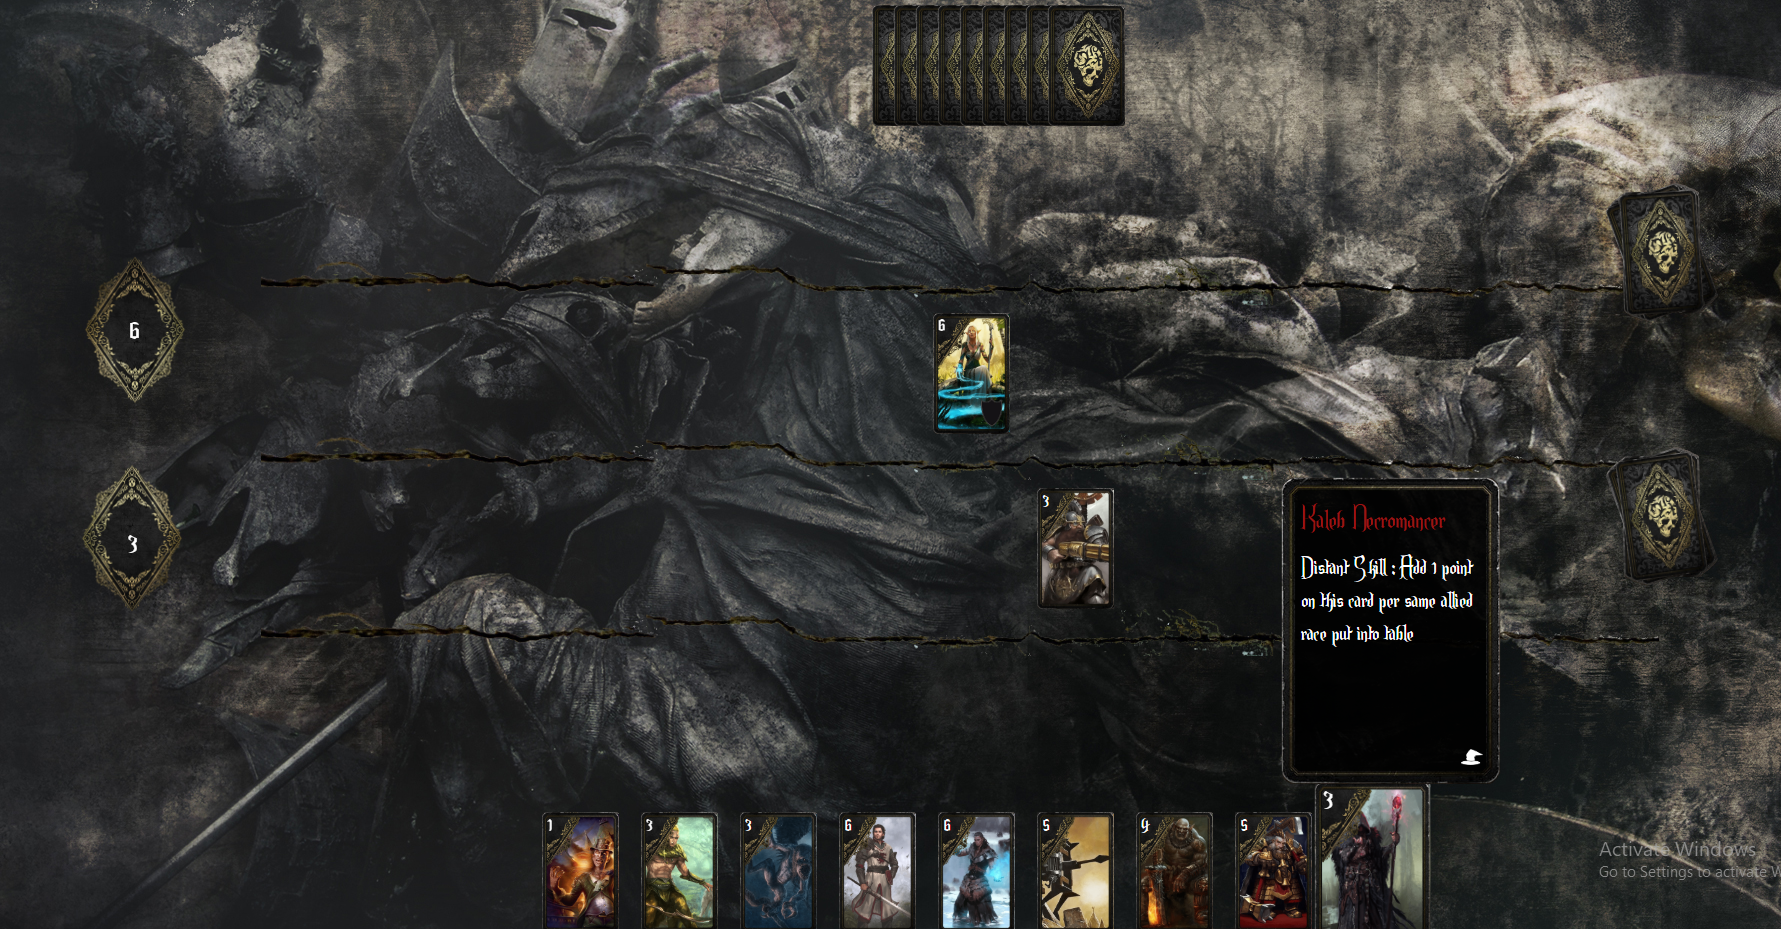 6
6
3
3
Kaleb Necromancer
Distant Skill : Add 1 point
on this card per same allied
race put into table
1
3
3
6
6
5
4
5
3
Activate Windows
Go to Settings to activate W